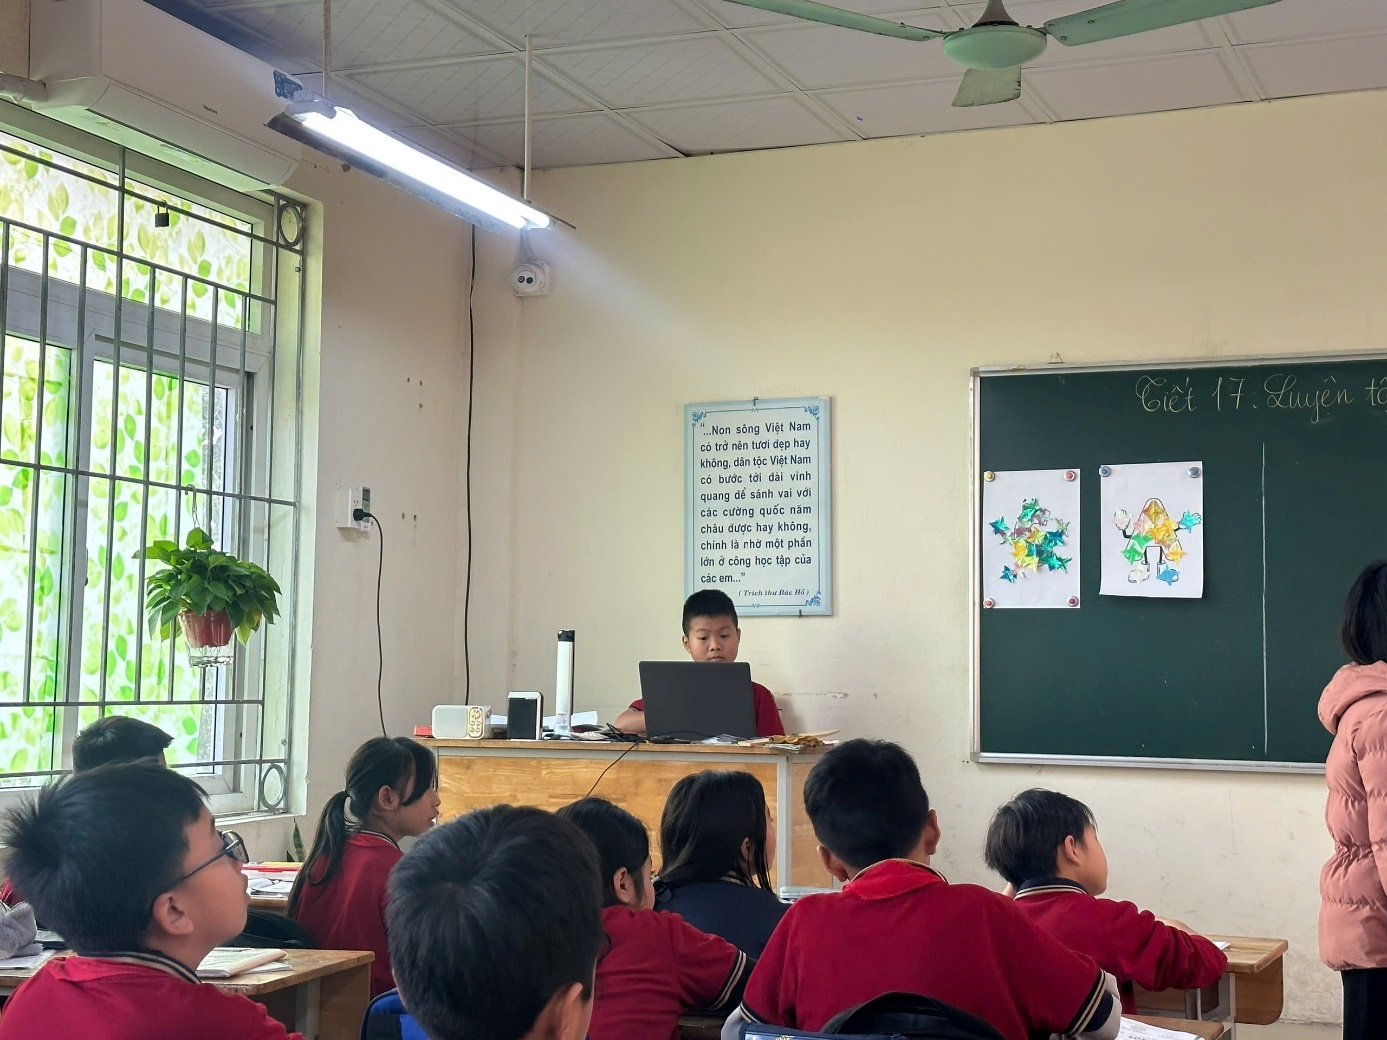 Tiết 17: Luyện
"...Non sông Việt Nam
có trở nên tươi đẹp hay
không, dân tộc Việt Nam
có bước tới đài vinh
quang để sánh vai với
các cường quốc năm
châu được hay không,
chính là nhờ một phần
lớn ở công học tập của
các em..."
( Trích thư Bác Hồ )